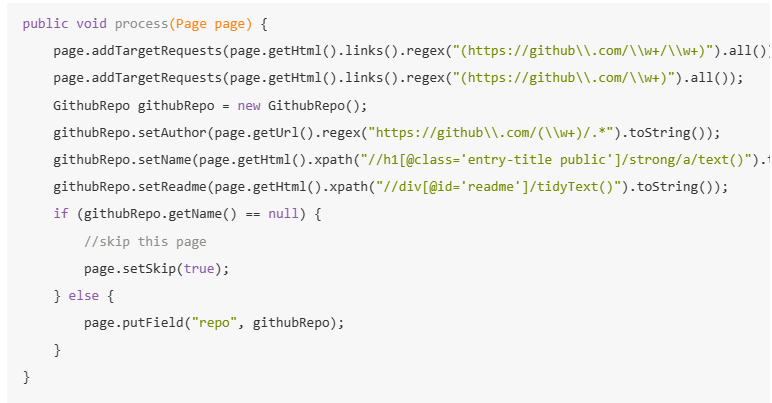 public void process(Page page) {
    page.addTargetRequests(page.getHtml().links().regex("(https://github\\.com/\\w+/\\w+)").all()
    page.addTargetRequests(page.getHtml().links().regex("(https://github\\.com/\\w+)").all());
    GithubRepo githubRepo = new GithubRepo();
    githubRepo.setAuthor(page.getUrl().regex("https://github\\.com/(\\w+)/.*").toString());
    githubRepo.setName(page.getHtml().xpath("//h1[@class='entry-title public']/strong/a/text()").t
    githubRepo.setReadme(page.getHtml().xpath("//div[@id='readme']/tidyText()").toString());
    if (githubRepo.getName() == null) {
        //skip this page
        page.setSkip(true);
    } else {
        page.putField("repo", githubRepo);
    }
}